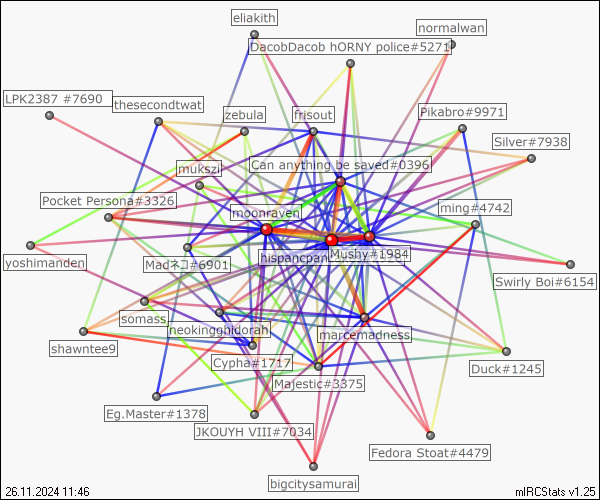 eliakith
normalwan
DacobDacob hORNY police#5271
LPK2387 #7690
thesecondtwat
zebula
frisout
Pikabro#9971
Silver#7938
mukszi
Can anything be saved#0396
Pocket Persona#3326
moonraven
ming#4742
yoshimanden
Madネコ#6901
hispancpan
Mushy#1984
Swirly Boi#6154
somass
neokingghidorah
marcemadness
shawntee9
Cypha#1717
Duck#1245
Majestic#3375
Eg.Master#1378
JKOUYH VIII#7034
Fedora Stoat#4479
bigcitysamurai
26.11.2024 11:46
mIRCStats v1.25